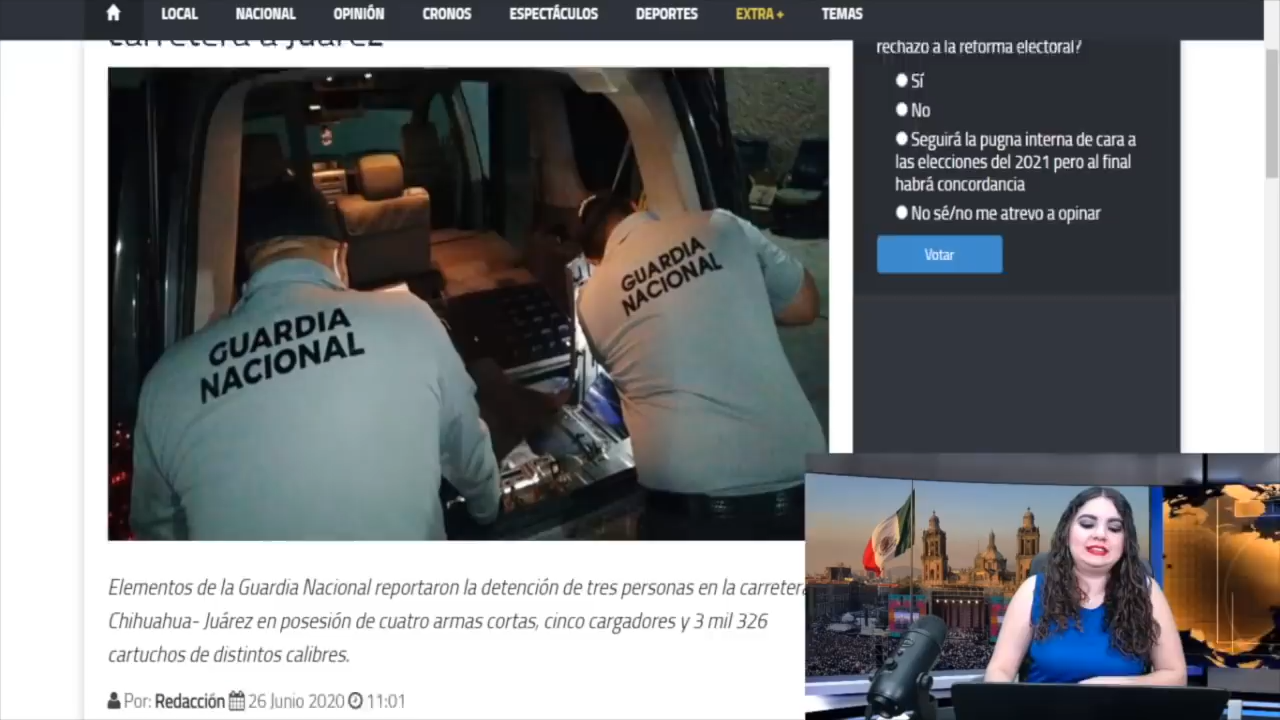 LOCAL NACIONAL OPINIÓN CRONOS ESPECTÁCULOS DEPORTES EXTRA+ TEMAS
carretera a Juárez
GUARDIA
NACIONAL
GUARDIA
NACIONAL
Elementos de la Guardia Nacional reportaron la detención de tres personas en la carretera
Chihuahua- Juárez en posesión de cuatro armas cortas, cinco cargadores y 3 mil 326
cartuchos de distintos calibres.
Por: Redacción 26 Junio 2020 11:01
rechazo a la reforma electoral?
Sí
No
Seguirá la pugna interna de cara a
las elecciones del 2021 pero al final
habrá concordancia
No sé/no me atrevo a opinar
Votar